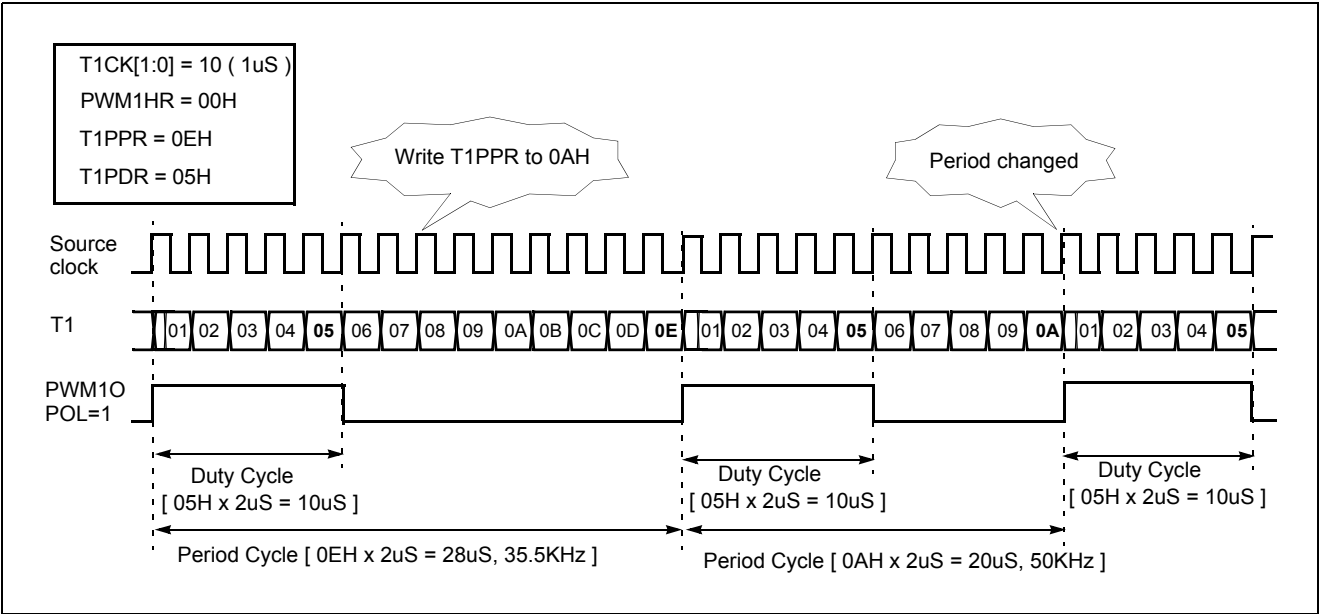 T1CK[1:0] = 10 ( 1uS )
PWM1HR = 00H
T1PPR = 0EH
T1PDR = 05H
Write T1PPR to 0AH
Period changed
Source
clock
T1
01 02 03 04 05 06 07 08 09 0A 0B 0C 0D 0E 01 02 03 04 05 06 07 08 09 0A 01 02 03 04 05
PWM1O
POL=1
Duty Cycle
[ 05H x 2uS = 10uS ]
Duty Cycle
[ 05H x 2uS = 10uS ]
Duty Cycle
[ 05H x 2uS = 10uS ]
Period Cycle [ 0EH x 2uS = 28uS, 35.5KHz ]
Period Cycle [ 0AH x 2uS = 20uS, 50KHz ]